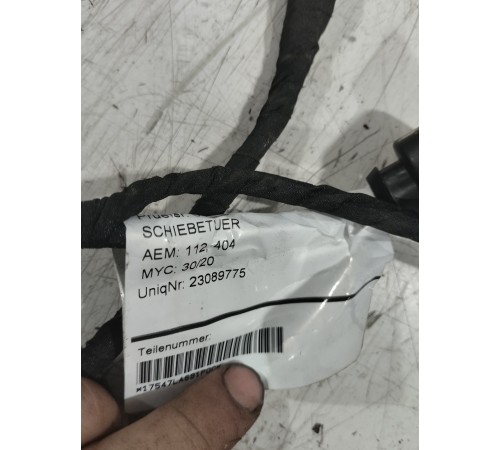 SCHIEBETUER
AEM: 112, 404
MYC: 30/20
UniqNr: 23089775
Teilenummer: